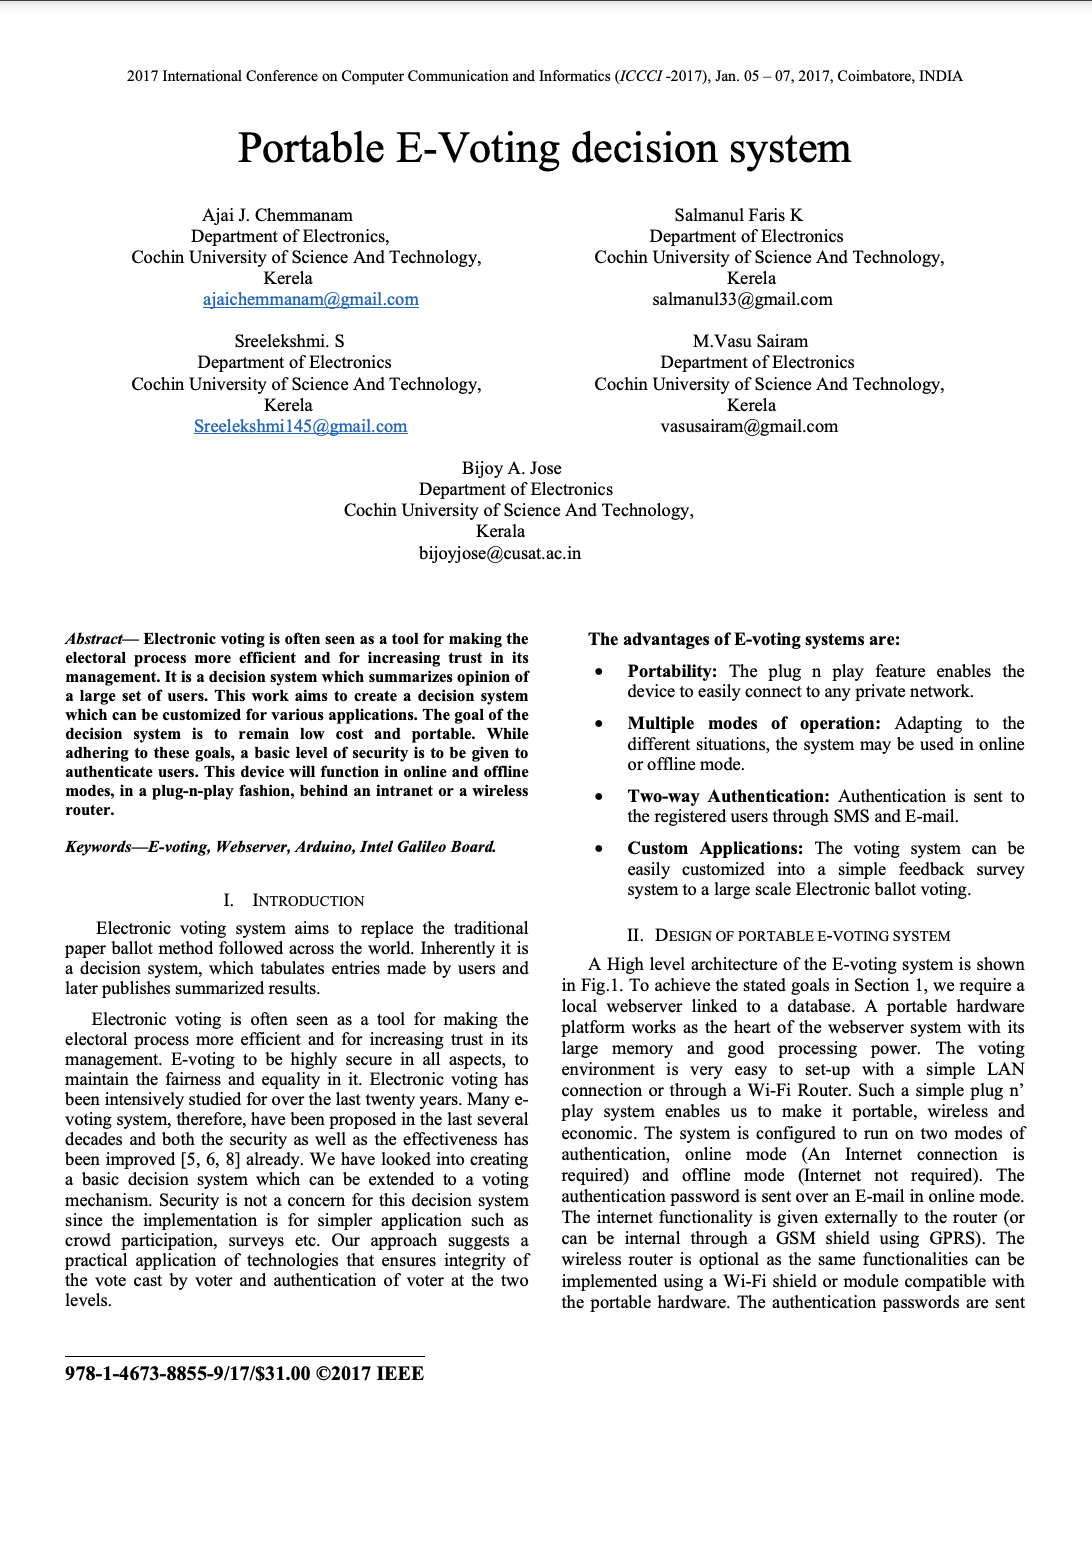 2017 International Conference on Computer Communication and Informatics (ICCCI -2017), Jan. 05 – 07, 2017, Coimbatore, INDIA
Portable E-Voting decision system
Ajai J. Chemmanam
Department of Electronics,
Cochin University of Science And Technology,
Kerela
ajaichemmanam@gmail.com
Salmanul Faris K
Department of Electronics
Cochin University of Science And Technology,
Kerela
salmanul33@gmail.com
Sreelekshmi. S
Department of Electronics
Cochin University of Science And Technology,
Kerela
Sreelekshmi145@gmail.com
M.Vasu Sairam
Department of Electronics
Cochin University of Science And Technology,
Kerela
vasusairam@gmail.com
Bijoy A. Jose
Department of Electronics
Cochin University of Science And Technology,
Kerala
bijoyjose@cusat.ac.in
Abstract— Electronic voting is often seen as a tool for making the
electoral process more efficient and for increasing trust in its
management. It is a decision system which summarizes opinion of
a large set of users. This work aims to create a decision system
which can be customized for various applications. The goal of the
decision system is to remain low cost and portable. While
adhering to these goals, a basic level of security is to be given to
authenticate users. This device will function in online and offline
modes, in a plug-n-play fashion, behind an intranet or a wireless
router.
Keywords—E-voting, Webserver, Arduino, Intel Galileo Board.
I. INTRODUCTION
Electronic voting system aims to replace the traditional
paper ballot method followed across the world. Inherently it is
a decision system, which tabulates entries made by users and
later publishes summarized results.
Electronic voting is often seen as a tool for making the
electoral process more efficient and for increasing trust in its
management. E-voting to be highly secure in all aspects, to
maintain the fairness and equality in it. Electronic voting has
been intensively studied for over the last twenty years. Many e-
voting system, therefore, have been proposed in the last several
decades and both the security as well as the effectiveness has
been improved [5, 6, 8] already. We have looked into creating
a basic decision system which can be extended to a voting
mechanism. Security is not a concern for this decision system
since the implementation is for simpler application such as
crowd participation, surveys etc. Our approach suggests a
practical application of technologies that ensures integrity of
the vote cast by voter and authentication of voter at the two
levels.
The advantages of E-voting systems are:
• Portability: The plug n play feature enables the
device to easily connect to any private network.
• Multiple modes of operation: Adapting to the
different situations, the system may be used in online
or offline mode.
• Two-way Authentication: Authentication is sent to
the registered users through SMS and E-mail.
• Custom Applications: The voting system can be
easily customized into a simple feedback survey
system to a large scale Electronic ballot voting.
II. DESIGN OF PORTABLE E-VOTING SYSTEM
A High level architecture of the E-voting system is shown
in Fig.1. To achieve the stated goals in Section 1, we require a
local webserver linked to a database. A portable hardware
platform works as the heart of the webserver system with its
large memory and good processing power. The voting
environment is very easy to set-up with a simple LAN
connection or through a Wi-Fi Router. Such a simple plug n’
play system enables us to make it portable, wireless and
economic. The system is configured to run on two modes of
authentication, online mode (An Internet connection is
required) and offline mode (Internet not required). The
authentication password is sent over an E-mail in online mode.
The internet functionality is given externally to the router (or
can be internal through a GSM shield using GPRS). The
wireless router is optional as the same functionalities can be
implemented using a Wi-Fi shield or module compatible with
the portable hardware. The authentication passwords are sent
978-1-4673-8855-9/17/$31.00 ©2017 IEEE